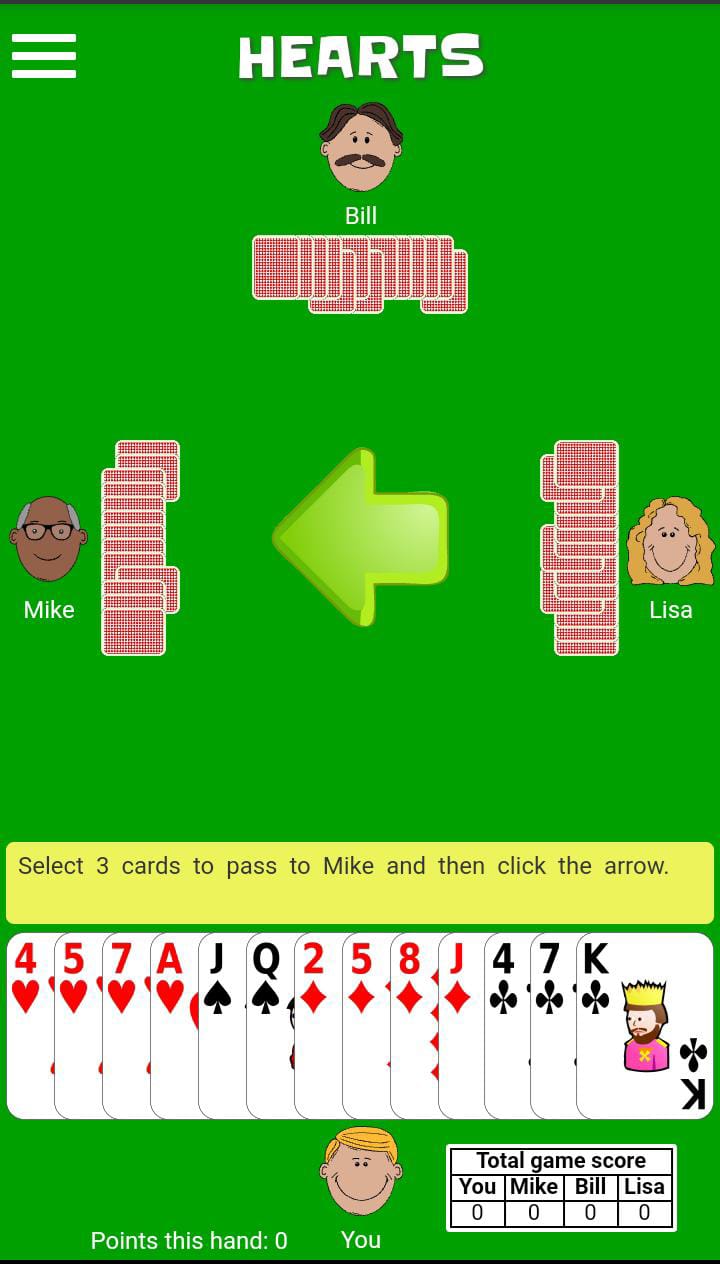 HEARTS
Bill
Mike
Lisa
Select 3 cards to pass to Mike and then click the arrow.
4 5 7 A J Q 2 5 8 J 4 7 K
K
Total game score
You Mike Bill Lisa
0 0 0 0
Points this hand: 0
You